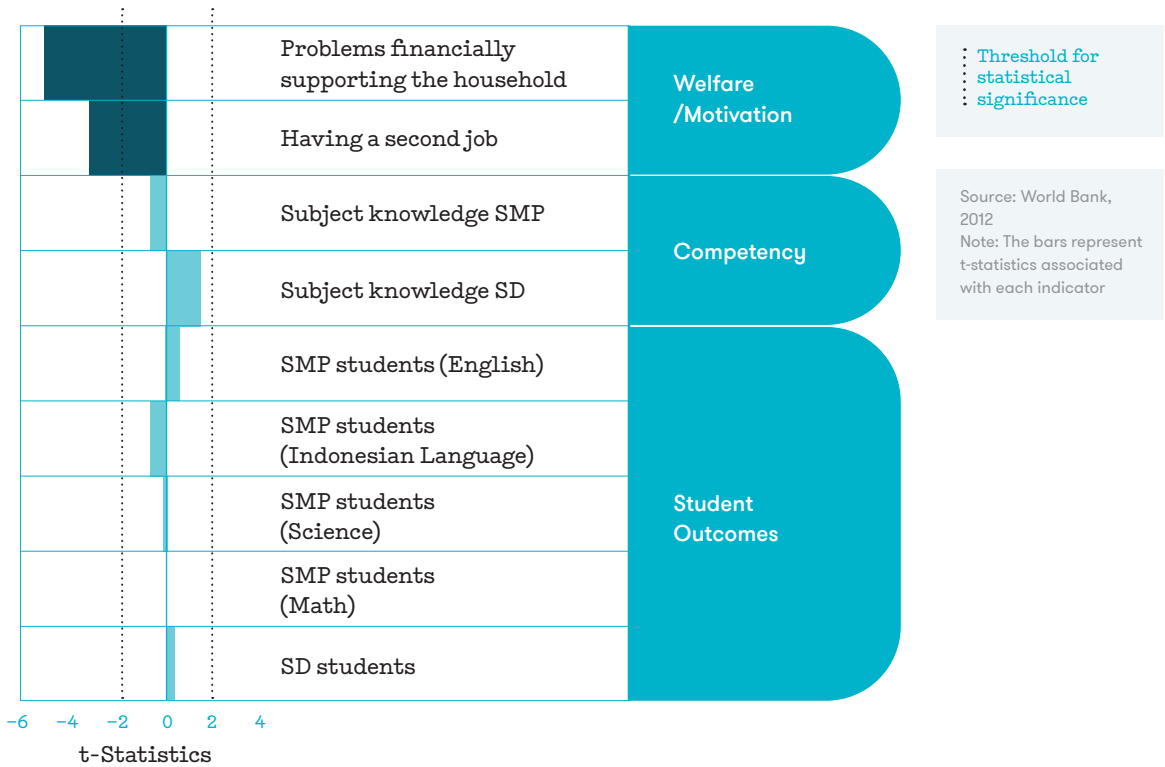 Problems financially
supporting the household
Having a second job
Subject knowledge SMP
Subject knowledge SD
SMP students (English)
SMP students
(Indonesian Language)
SMP students
(Science)
SMP students
(Math)
SD students
Welfare
/Motivation
Competency
Student
Outcomes
Threshold for
statistical
significance
Source: World Bank,
2012
Note: The bars represent
t-statistics associated
with each indicator
−6 −4 −2 0 2 4
t-Statistics